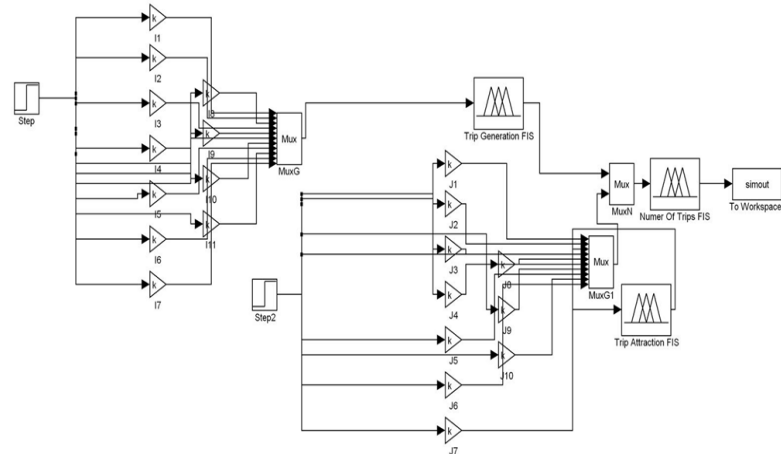 k
I1
k
I2
k
I3
k
I4
k
I5
k
I6
k
I7
k
I8
k
I9
k
I10
k
I11
Step
Mux
MuxG
Trip Generation FIS
k
J1
k
J2
k
J3
k
J4
k
J5
k
J6
k
J7
k
J8
k
J9
k
J10
Step2
Mux
MuxG1
Trip Attraction FIS
Mux
MuxN
Numer Of Trips FIS
simout
To Workspace